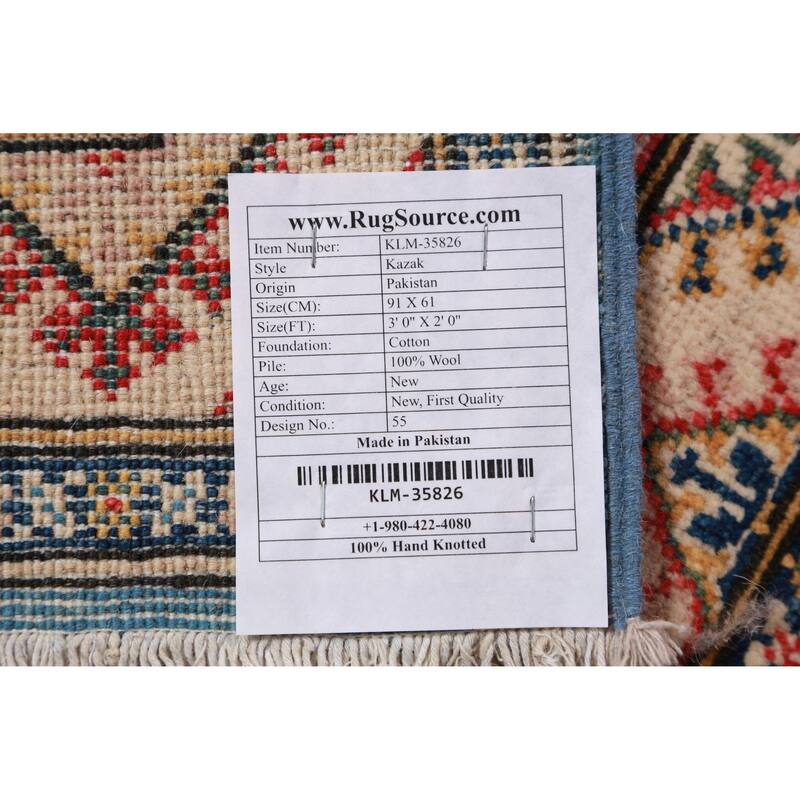 www.RugSource.com
Item Number: KLM-35826
Style Kazak
Origin Pakistan
Size(CM): 91 X 61
Size(FT): 3' 0" X 2' 0"
Foundation: Cotton
Pile: 100% Wool
Age: New
Condition: New, First Quality
Design No.: 55
Made in Pakistan
KLM-35826
+1-980-422-4080
100% Hand Knotted